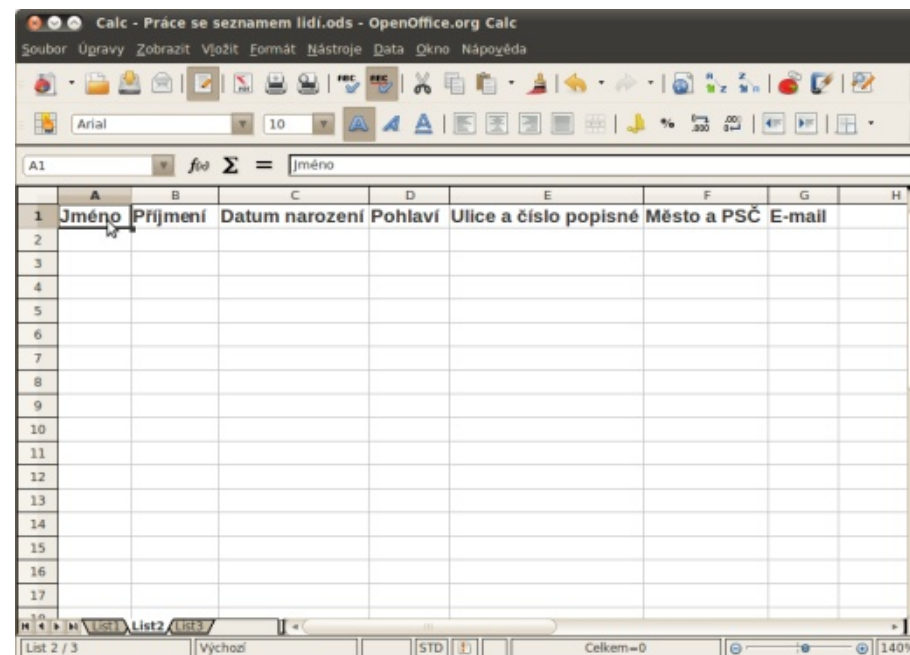 Calc - Práce se seznamem lidí.ods - OpenOffice.org Calc
Soubor Úpravy Zobrazit Vložit Formát Nástroje Data Okno Nápověda
Arial 10
A1 f(x) Σ = Jméno
A B C D E F G H
1 Jméno Příjmení Datum narození Pohlaví Ulice a číslo popisné Město a PSČ E-mail
2
3
4
5
6
7
8
9
10
11
12
13
14
15
16
17
List1 List2 List3
List 2 / 3 Výchozí STD Celkem=0 140%